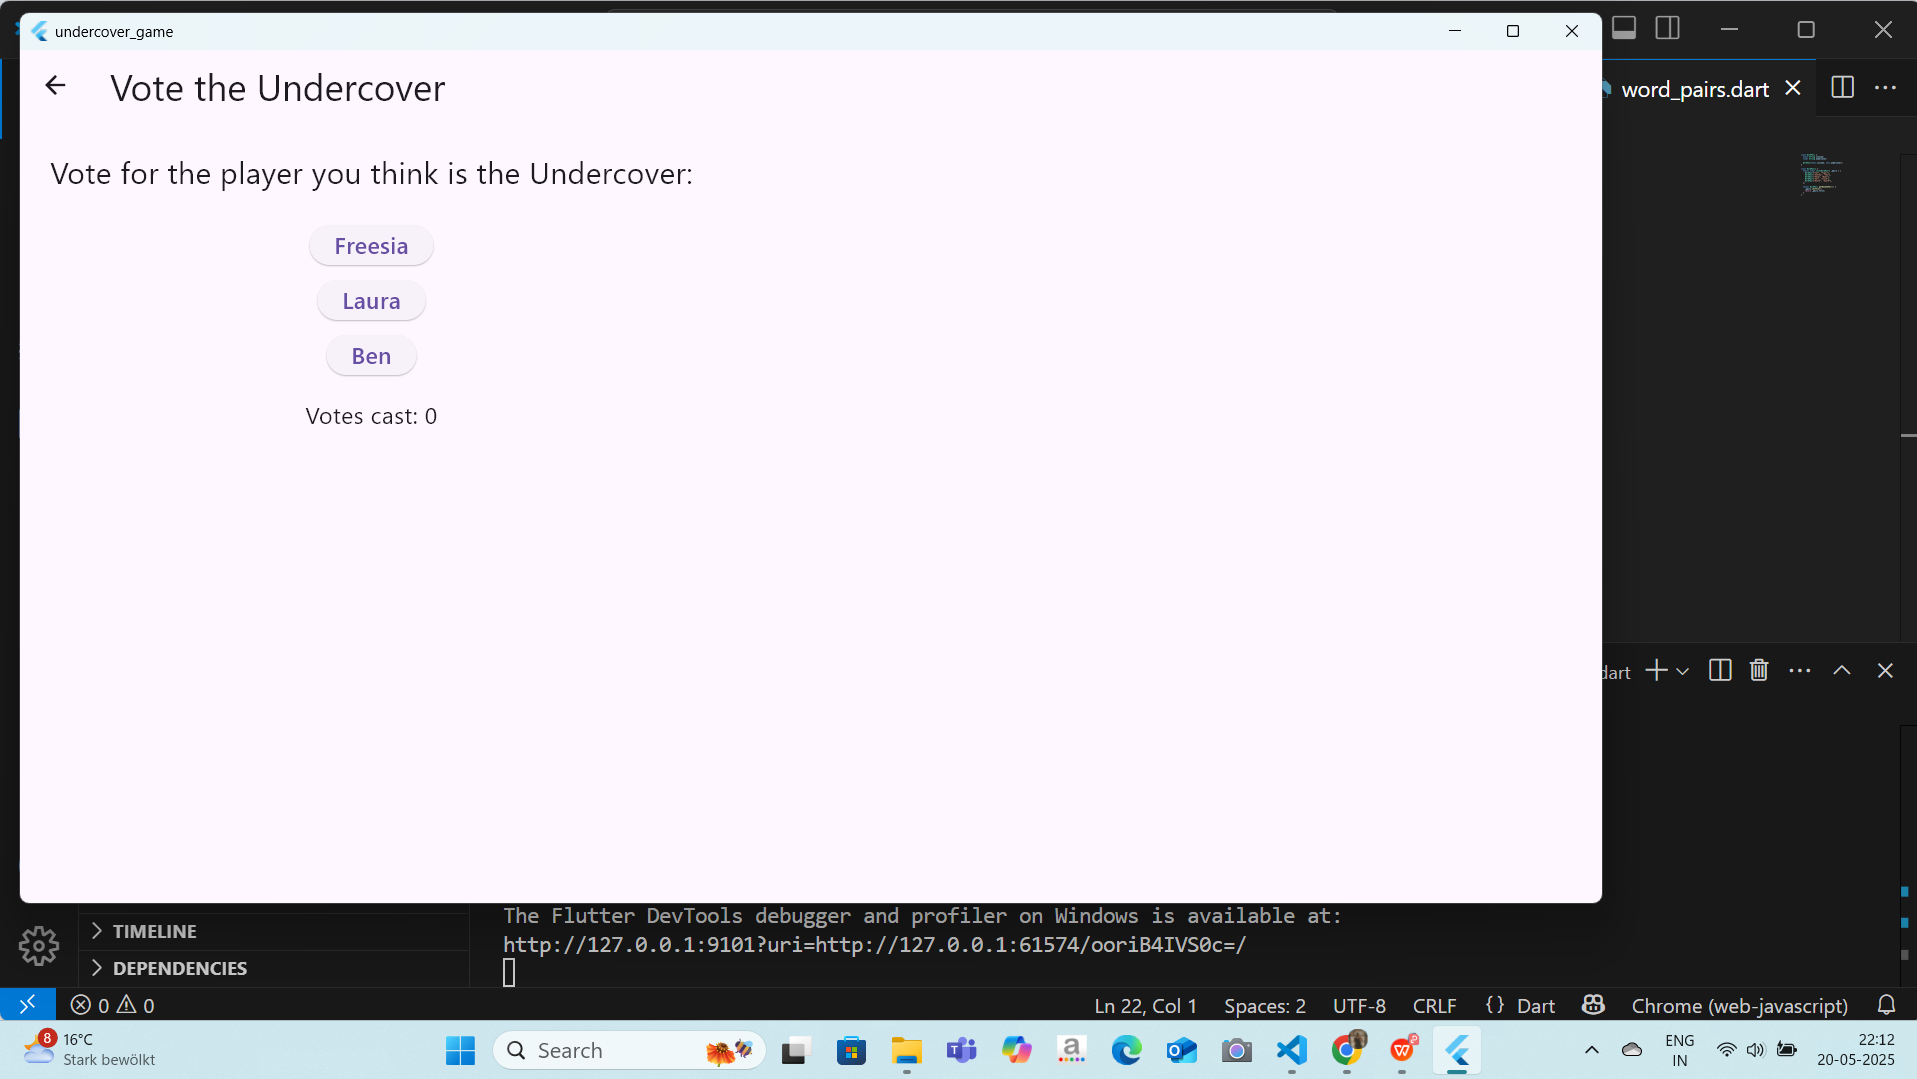 undercover_game
Vote the Undercover
word_pairs.dart
Vote for the player you think is the Undercover:
Freesia
Laura
Ben
Votes cast: 0
dart
The Flutter DevTools debugger and profiler on Windows is available at:
http://127.0.0.1:9101?uri=http://127.0.0.1:61574/ooriB4IVS0c=/
TIMELINE
DEPENDENCIES
0 0
Ln 22, Col 1 Spaces: 2 UTF-8 CRLF {} Dart Chrome (web-javascript)
8 16°C
Stark bewölkt
Search
ENG
IN
22:12
20-05-2025